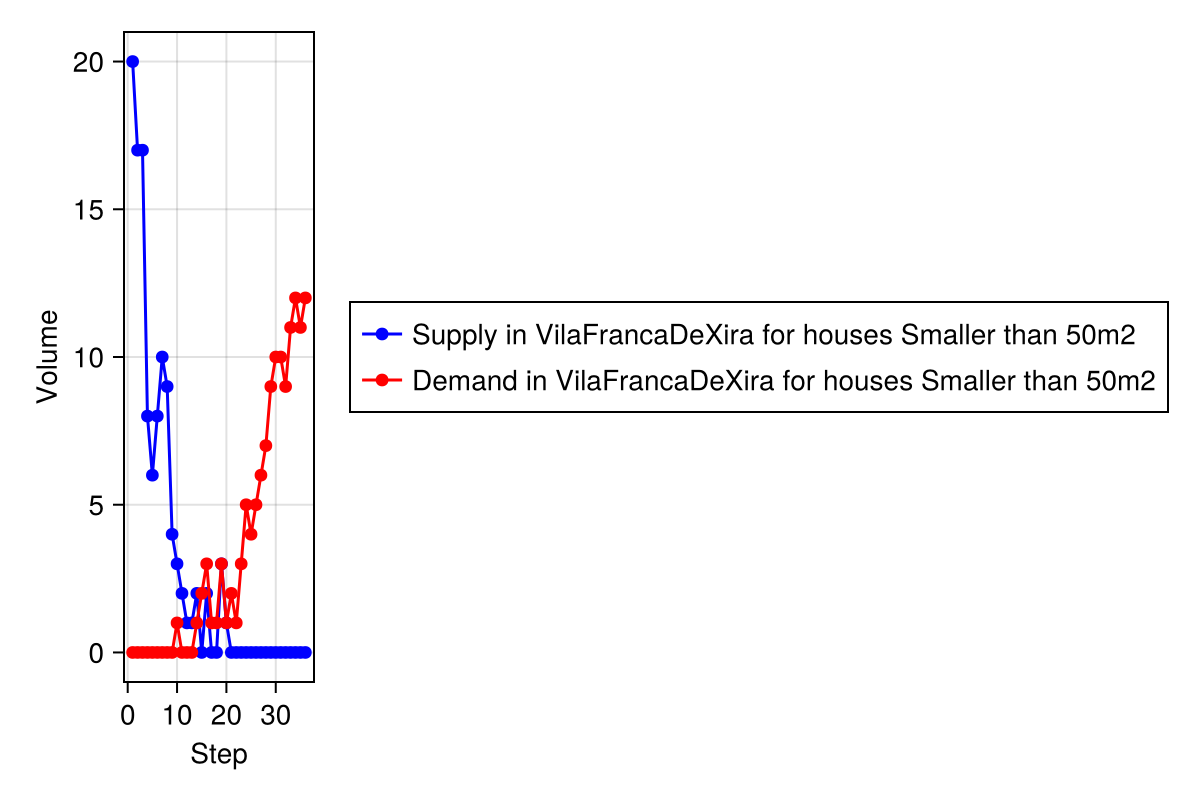 20
15
10
5
0
Volume
0 10 20 30
Step
Supply in VilaFrancaDeXira for houses Smaller than 50m2
Demand in VilaFrancaDeXira for houses Smaller than 50m2